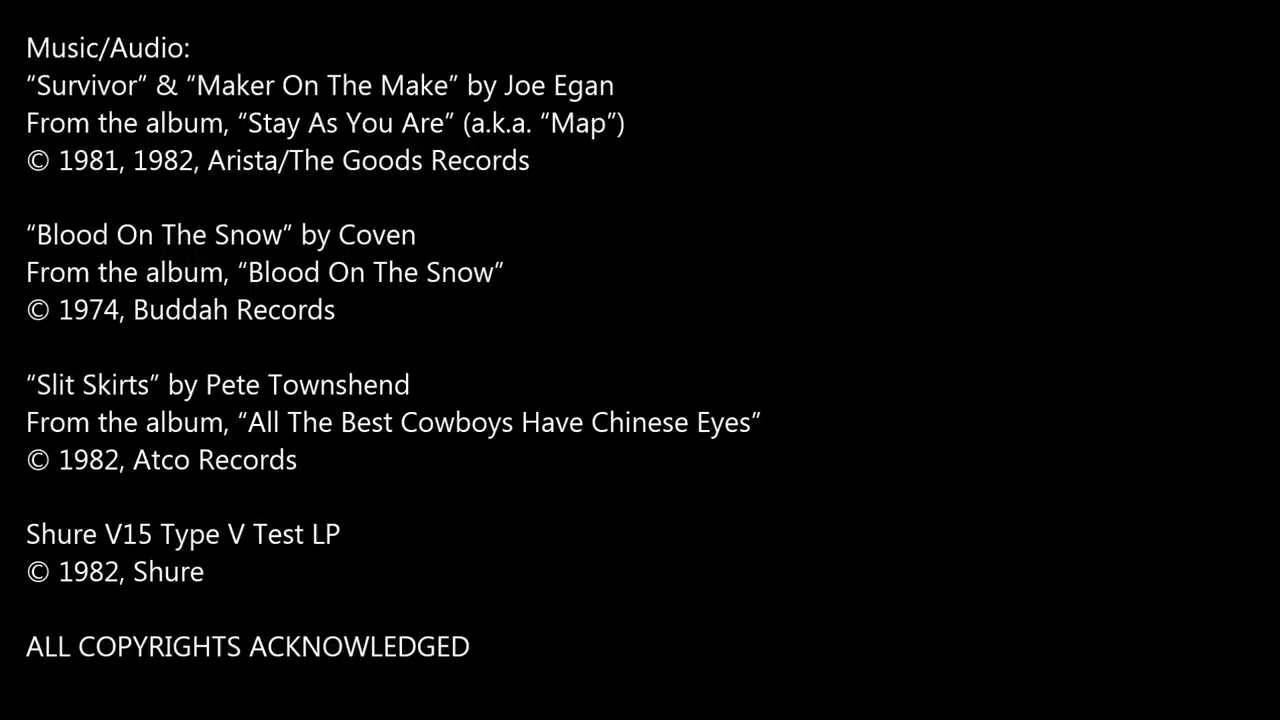 Music/Audio:
“Survivor” & “Maker On The Make” by Joe Egan
From the album, “Stay As You Are” (a.k.a. “Map”)
© 1981, 1982, Arista/The Goods Records
“Blood On The Snow” by Coven
From the album, “Blood On The Snow”
© 1974, Buddah Records
“Slit Skirts” by Pete Townshend
From the album, “All The Best Cowboys Have Chinese Eyes”
© 1982, Atco Records
Shure V15 Type V Test LP
© 1982, Shure
ALL COPYRIGHTS ACKNOWLEDGED